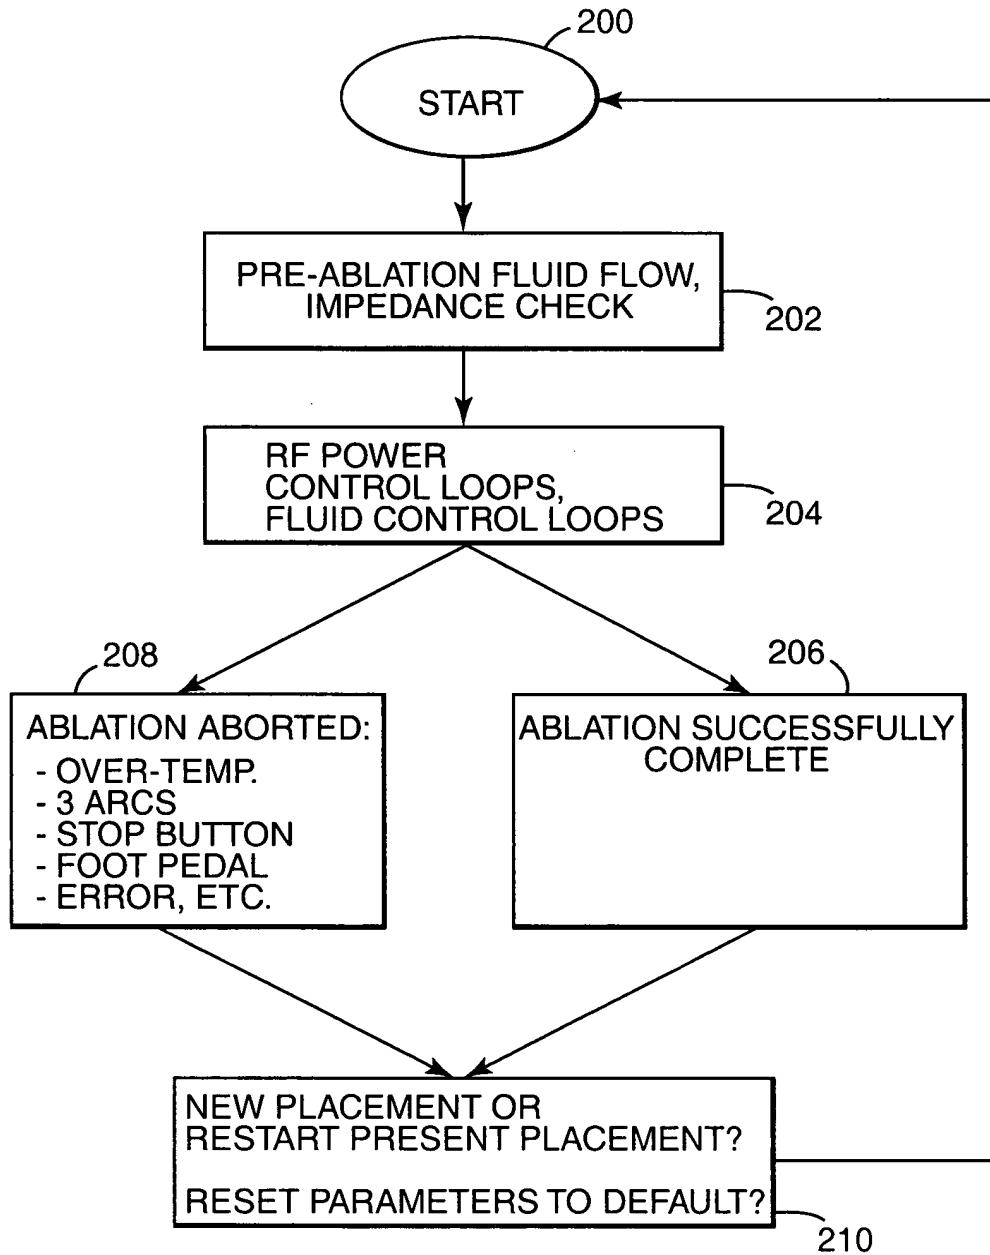 200
START
PRE-ABLATION FLUID FLOW,
IMPEDANCE CHECK
202
RF POWER
CONTROL LOOPS,
FLUID CONTROL LOOPS
204
208
ABLATION ABORTED:
- OVER-TEMP.
- 3 ARCS
- STOP BUTTON
- FOOT PEDAL
- ERROR, ETC.
206
ABLATION SUCCESSFULLY
COMPLETE
NEW PLACEMENT OR
RESTART PRESENT PLACEMENT?
RESET PARAMETERS TO DEFAULT?
210